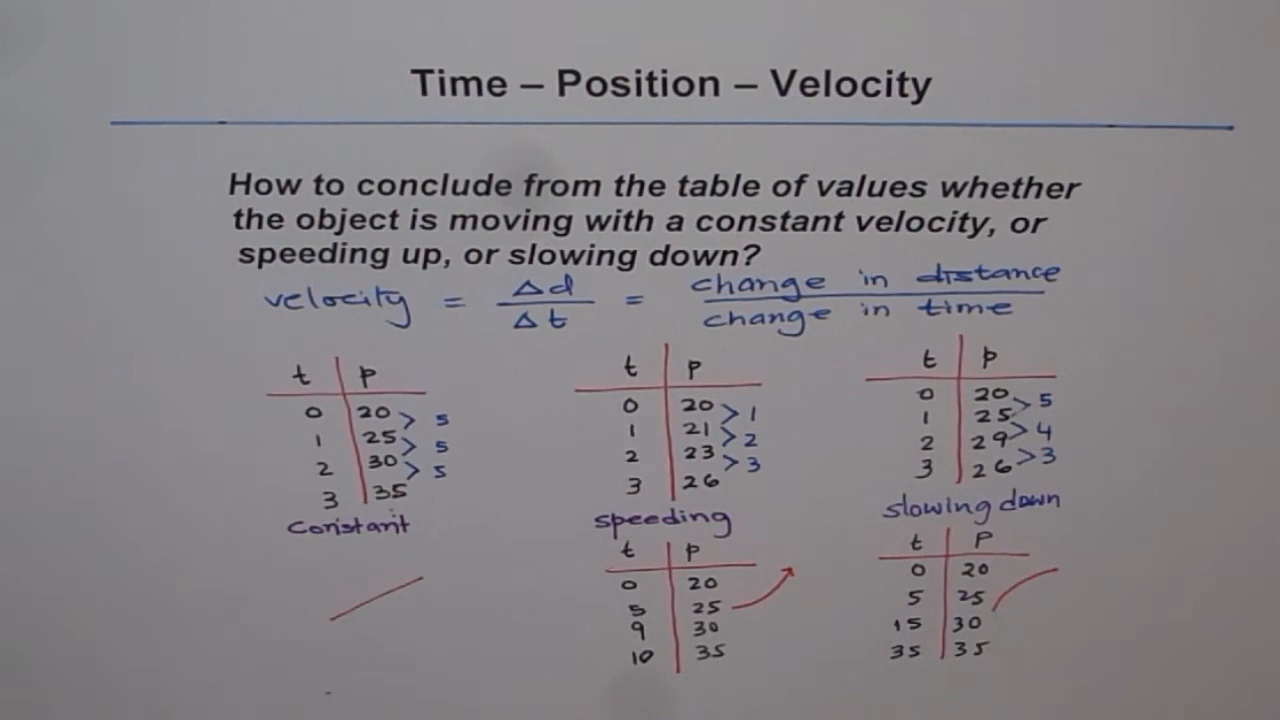 Time – Position – Velocity
How to conclude from the table of values whether
the object is moving with a constant velocity, or
speeding up, or slowing down?
velocity = Δd / Δt = change in distance / change in time
t p
0 20 > 5
1 25 > 5
2 30 > 5
3 35
constant
t p
0 20 > 1
1 21 > 2
2 23 > 3
3 26
speeding
t p
0 20
5 25
9 30
10 35
t p
0 20 > 5
1 25 > 4
2 29 > 3
3 26
slowing down
t p
0 20
5 25
15 30
35 35